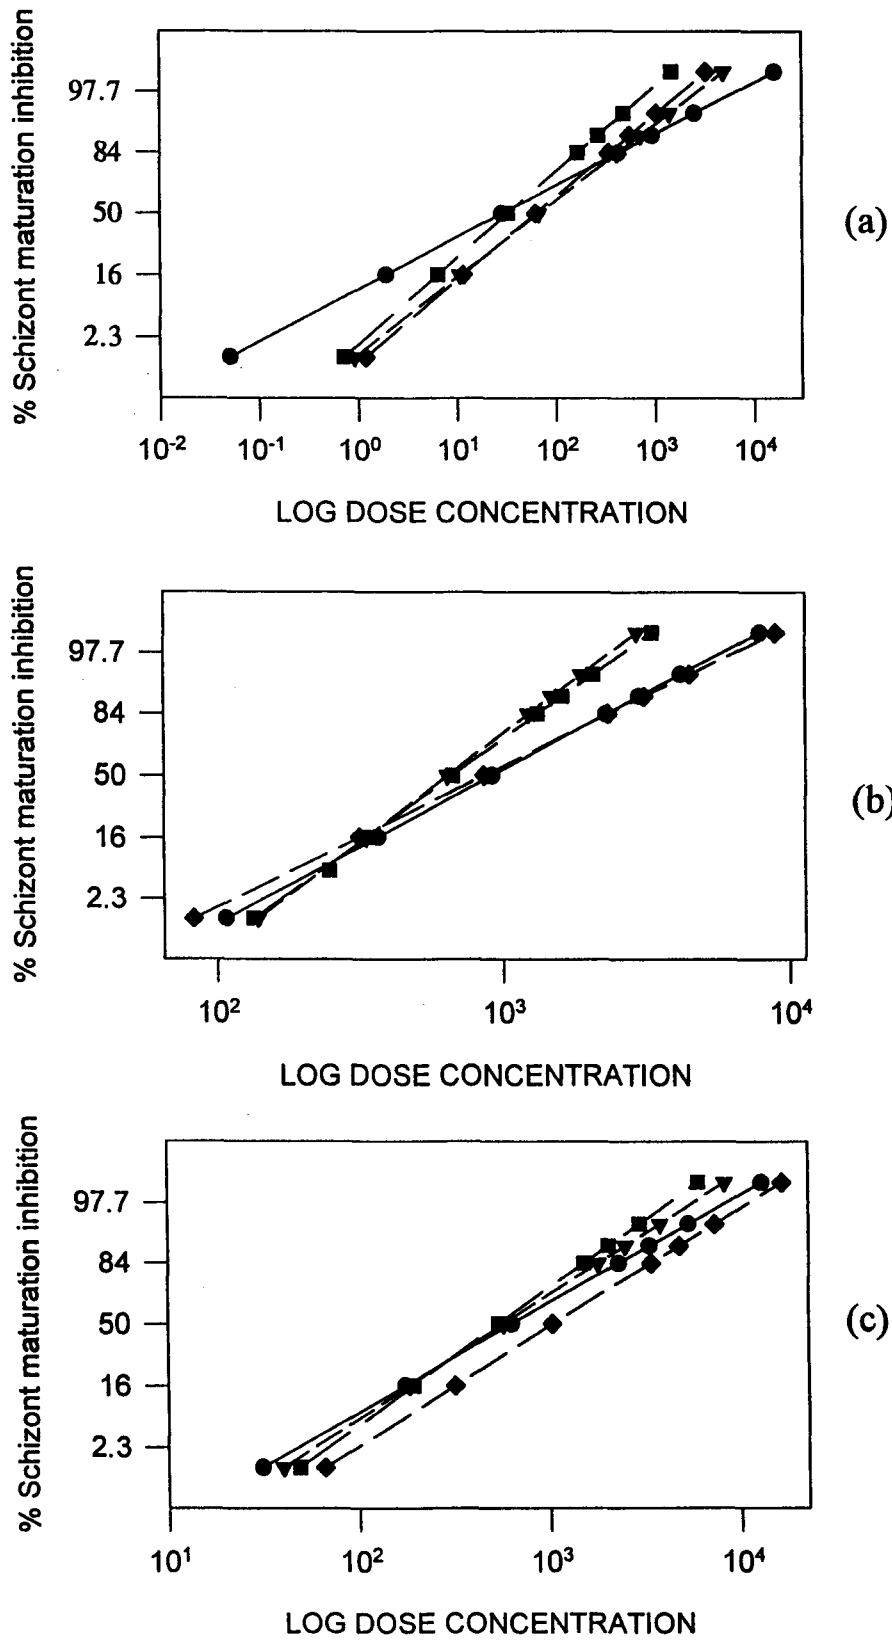 % Schizont maturation inhibition
97.7
84
50
16
2.3
10-2 10-1 100 101 102 103 104
LOG DOSE CONCENTRATION
(a)
% Schizont maturation inhibition
97.7
84
50
16
2.3
102 103 104
LOG DOSE CONCENTRATION
(b)
% Schizont maturation inhibition
97.7
84
50
16
2.3
101 102 103 104
LOG DOSE CONCENTRATION
(c)